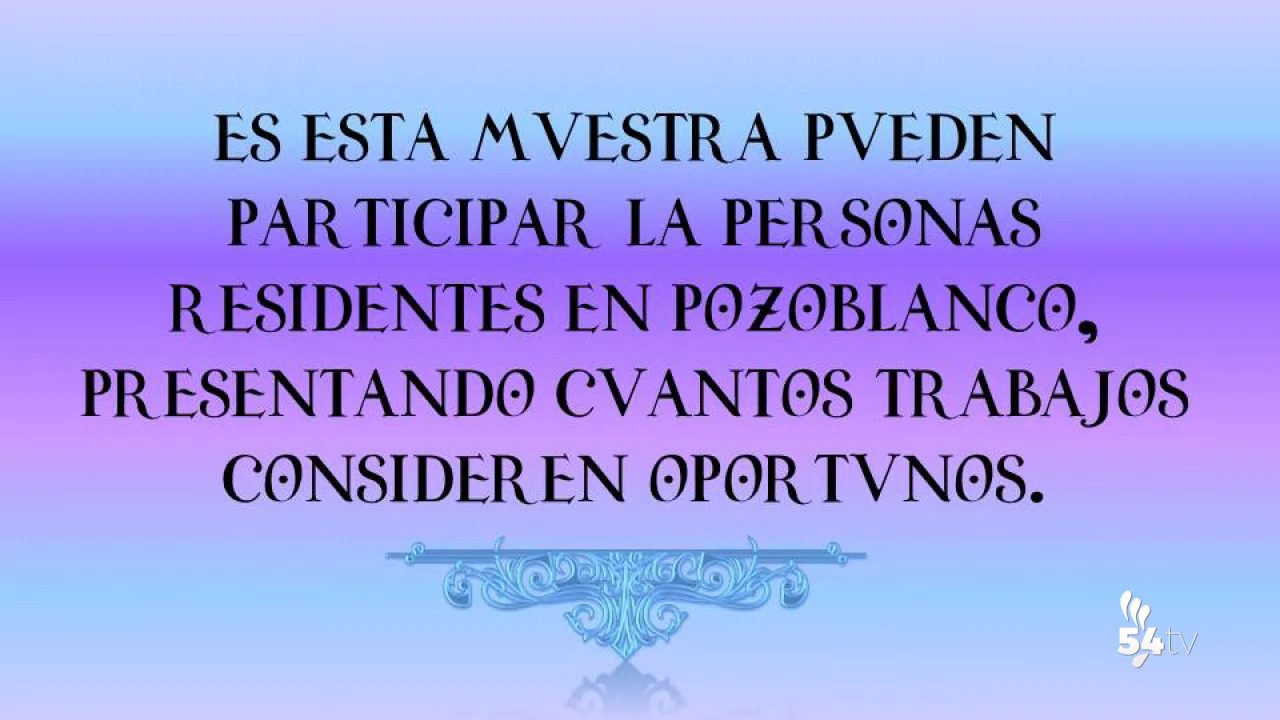 ES ESTA MVESTRA PVEDEN
PARTICIPAR LA PERSONAS
RESIDENTES EN POZOBLANCO,
PRESENTANDO CVANTOS TRABAJOS
CONSIDEREN OPORTVNOS.
54tv